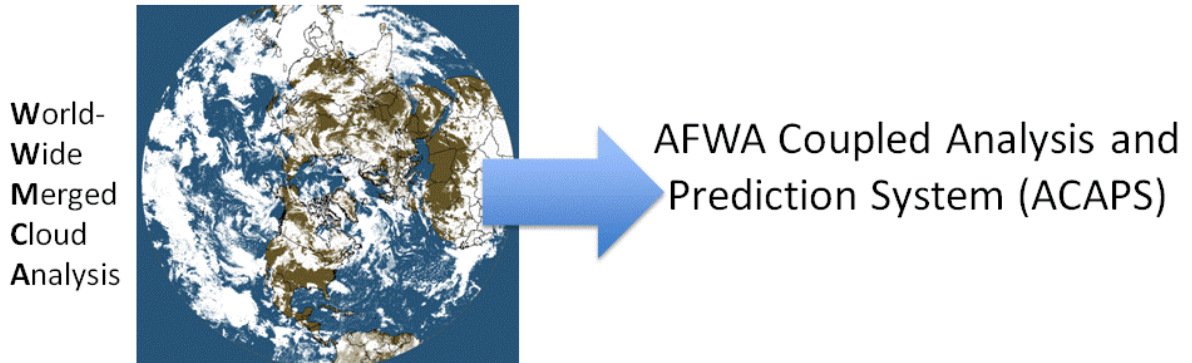 World-
Wide
Merged
Cloud
Analysis
AFWA Coupled Analysis and
Prediction System (ACAPS)